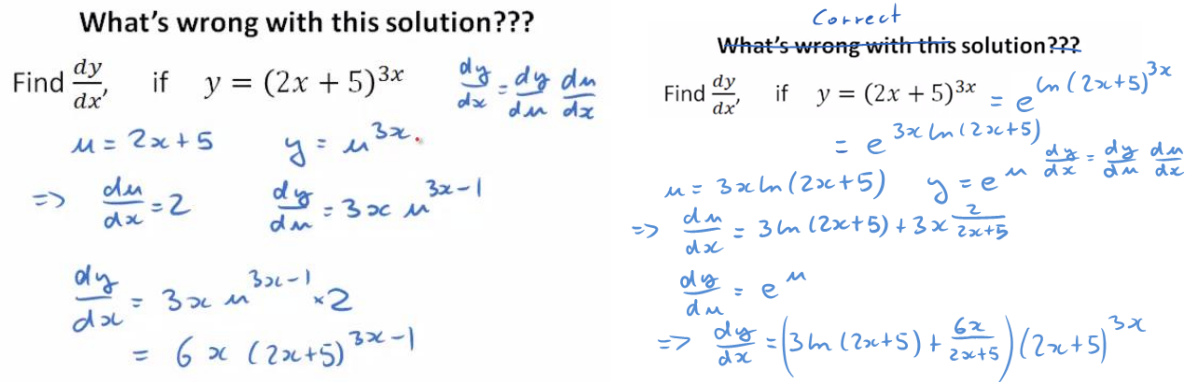 What's wrong with this solution???
Find dy/dx, if y = (2x + 5)^{3x} dy/dx = dy/du du/dx
u = 2x+5 y = u^{3x}.
=> du/dx = 2 dy/du = 3x u^{3x-1}
dy/dx = 3x u^{3x-1} × 2
= 6x (2x+5)^{3x-1}
Correct
What's wrong with this solution???
Find dy/dx, if y = (2x + 5)^{3x} = e^{ln(2x+5)^{3x}}
= e^{3x ln(2x+5)}
dy/dx = dy/du du/dx
u = 3x ln(2x+5) y = e^u
=> du/dx = 3 ln(2x+5) + 3x 2/2x+5
dy/du = e^u
=> dy/dx = (3 ln(2x+5) + 6x/2x+5)(2x+5)^{3x}